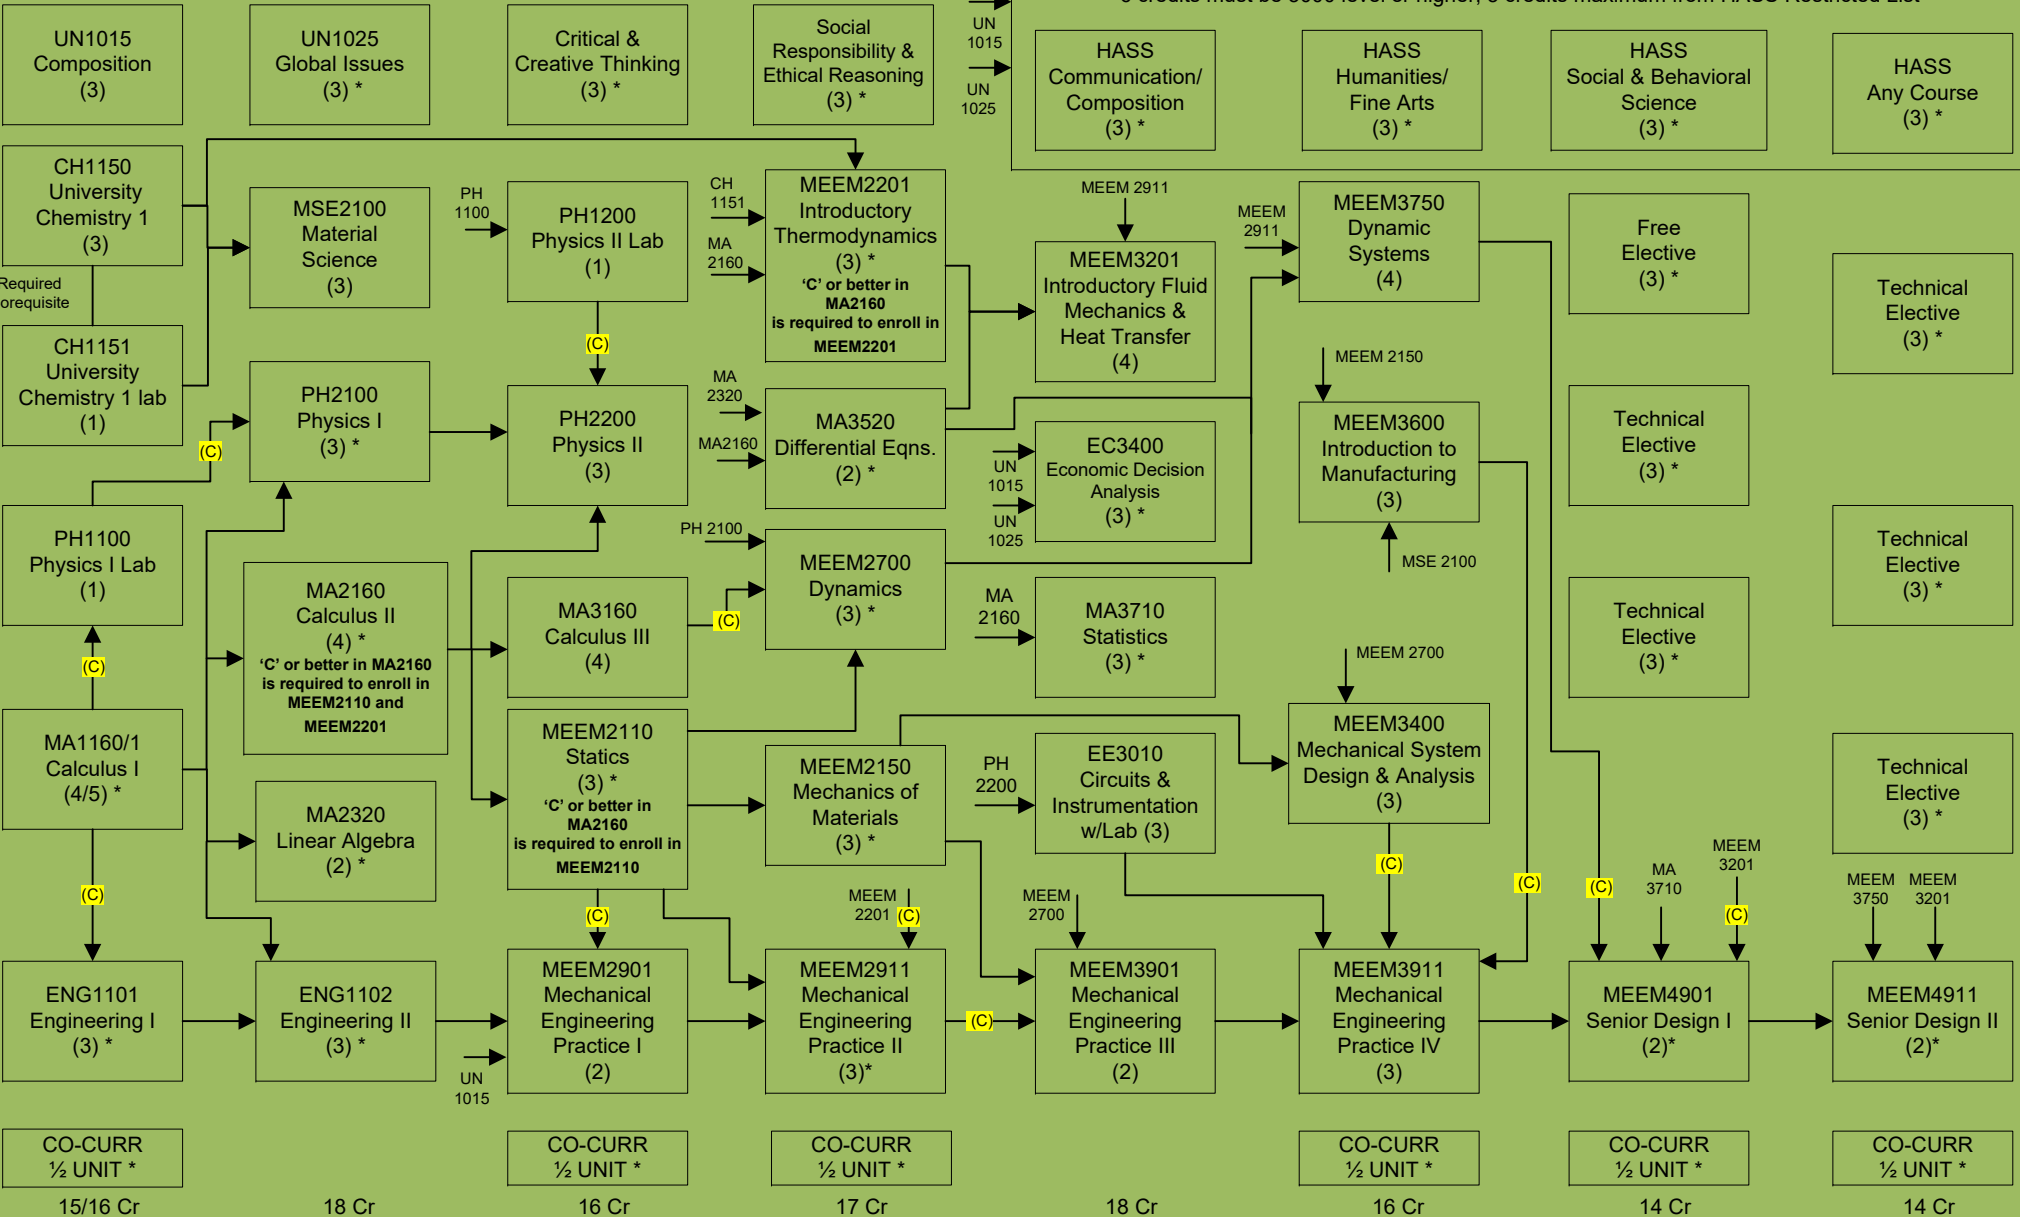 3 credits maximum from HASS Restricted List
UN1015
Composition
(3)
UN1025
Global Issues
(3) *
Critical &
Creative Thinking
(3) *
Social
Responsibility &
Ethical Reasoning
(3) *
UN
1015
UN
1025
HASS
Communication/
Composition
(3) *
HASS
Humanities/
Fine Arts
(3) *
HASS
Social & Behavioral
Science
(3) *
HASS
Any Course
(3) *
CH1150
University
Chemistry 1
(3)
Required
CH1151
University
Chemistry 1 lab
(1)
PH1100
Physics I Lab
(1)
(C)
(C)
MA1160/1
Calculus I
(4/5) *
(C)
ENG1101
Engineering I
(3) *
CO-CURR
½ UNIT *
15/16 Cr
MSE2100
Material
Science
(3)
PH2100
Physics I
(3) *
MA2160
Calculus II
(4) *
‘C’ or better in MA2160
is required to enroll in
MEEM2110 and
MEEM2201
MA2320
Linear Algebra
(2) *
ENG1102
Engineering II
(3) *
18 Cr
PH
1100
PH1200
Physics II Lab
(1)
(C)
PH2200
Physics II
(3)
MA3160
Calculus III
(4)
(C)
MEEM2110
Statics
(3) *
‘C’ or better in
MA2160
is required to enroll in
MEEM2110
(C)
UN
1015
MEEM2901
Mechanical
Engineering
Practice I
(2)
CO-CURR
½ UNIT *
16 Cr
CH
1151
MA
2160
MEEM2201
Introductory
Thermodynamics
(3) *
‘C’ or better in
MA2160
is required to enroll in
MEEM2201
MA
2320
MA2160
MA3520
Differential Eqns.
(2) *
PH 2100
MEEM2700
Dynamics
(3) *
MEEM2150
Mechanics of
Materials
(3) *
MEEM
2201
(C)
MEEM2911
Mechanical
Engineering
Practice II
(3)*
(C)
CO-CURR
½ UNIT *
17 Cr
MEEM 2911
MEEM3201
Introductory Fluid
Mechanics &
Heat Transfer
(4)
UN
1015
UN
1025
EC3400
Economic Decision
Analysis
(3) *
MA
2160
MA3710
Statistics
(3) *
PH
2200
EE3010
Circuits &
Instrumentation
w/Lab (3)
MEEM
2700
MEEM3901
Mechanical
Engineering
Practice III
(2)
18 Cr
MEEM
2911
MEEM3750
Dynamic
Systems
(4)
MEEM 2150
MEEM3600
Introduction to
Manufacturing
(3)
MSE 2100
MEEM 2700
MEEM3400
Mechanical System
Design & Analysis
(3)
(C)
(C)
MEEM3911
Mechanical
Engineering
Practice IV
(3)
CO-CURR
½ UNIT *
16 Cr
Free
Elective
(3) *
Technical
Elective
(3) *
Technical
Elective
(3) *
(C)
MA
3710
MEEM
3201
(C)
MEEM4901
Senior Design I
(2)*
CO-CURR
½ UNIT *
14 Cr
Technical
Elective
(3) *
Technical
Elective
(3) *
Technical
Elective
(3) *
MEEM
3750
MEEM
3201
MEEM4911
Senior Design II
(2)*
CO-CURR
½ UNIT *
14 Cr